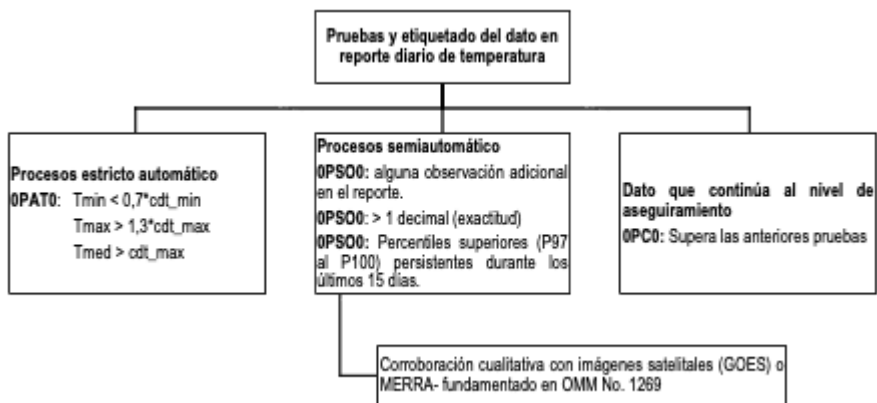 Pruebas y etiquetado del dato en
reporte diario de temperatura
Procesos estricto automático
0PAT0: Tmin < 0,7*cdt_min
Tmax > 1,3*cdt_max
Tmed > cdt_max
Procesos semiautomático
0PSO0: alguna observación adicional
en el reporte.
0PSO0: > 1 decimal (exactitud)
0PSO0: Percentiles superiores (P97
al P100) persistentes durante los
últimos 15 días.
Dato que continúa al nivel de
aseguiramiento
0PC0: Supera las anteriores pruebas
Corroboración cualitativa con imágenes satelitales (GOES) o
MERRA- fundamentado en OMM No. 1269